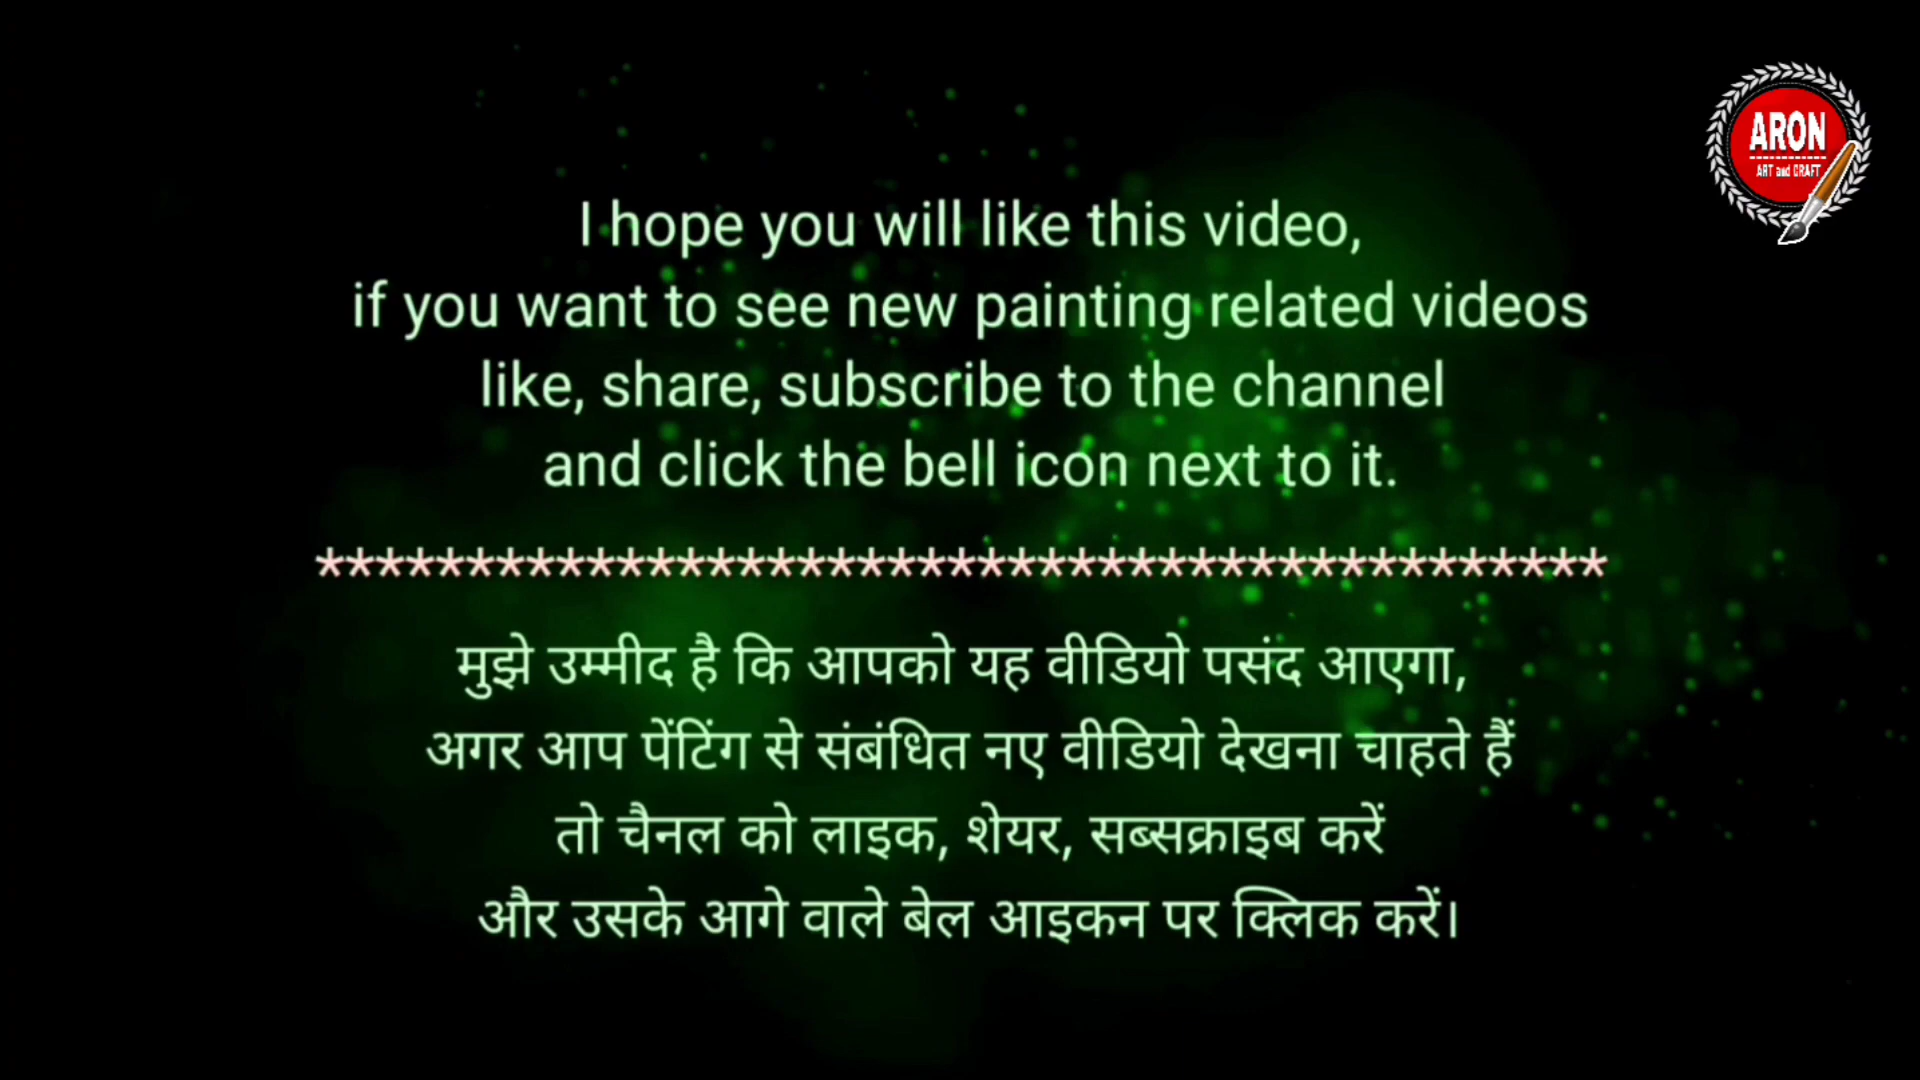 ARON
ART and CRAFT
I hope you will like this video,
if you want to see new painting related videos
like, share, subscribe to the channel
and click the bell icon next to it.
*******************************************
मुझे उम्मीद है कि आपको यह वीडियो पसंद आएगा,
अगर आप पेंटिंग से संबंधित नए वीडियो देखना चाहते हैं
तो चैनल को लाइक, शेयर, सब्सक्राइब करें
और उसके आगे वाले बेल आइकन पर क्लिक करें।